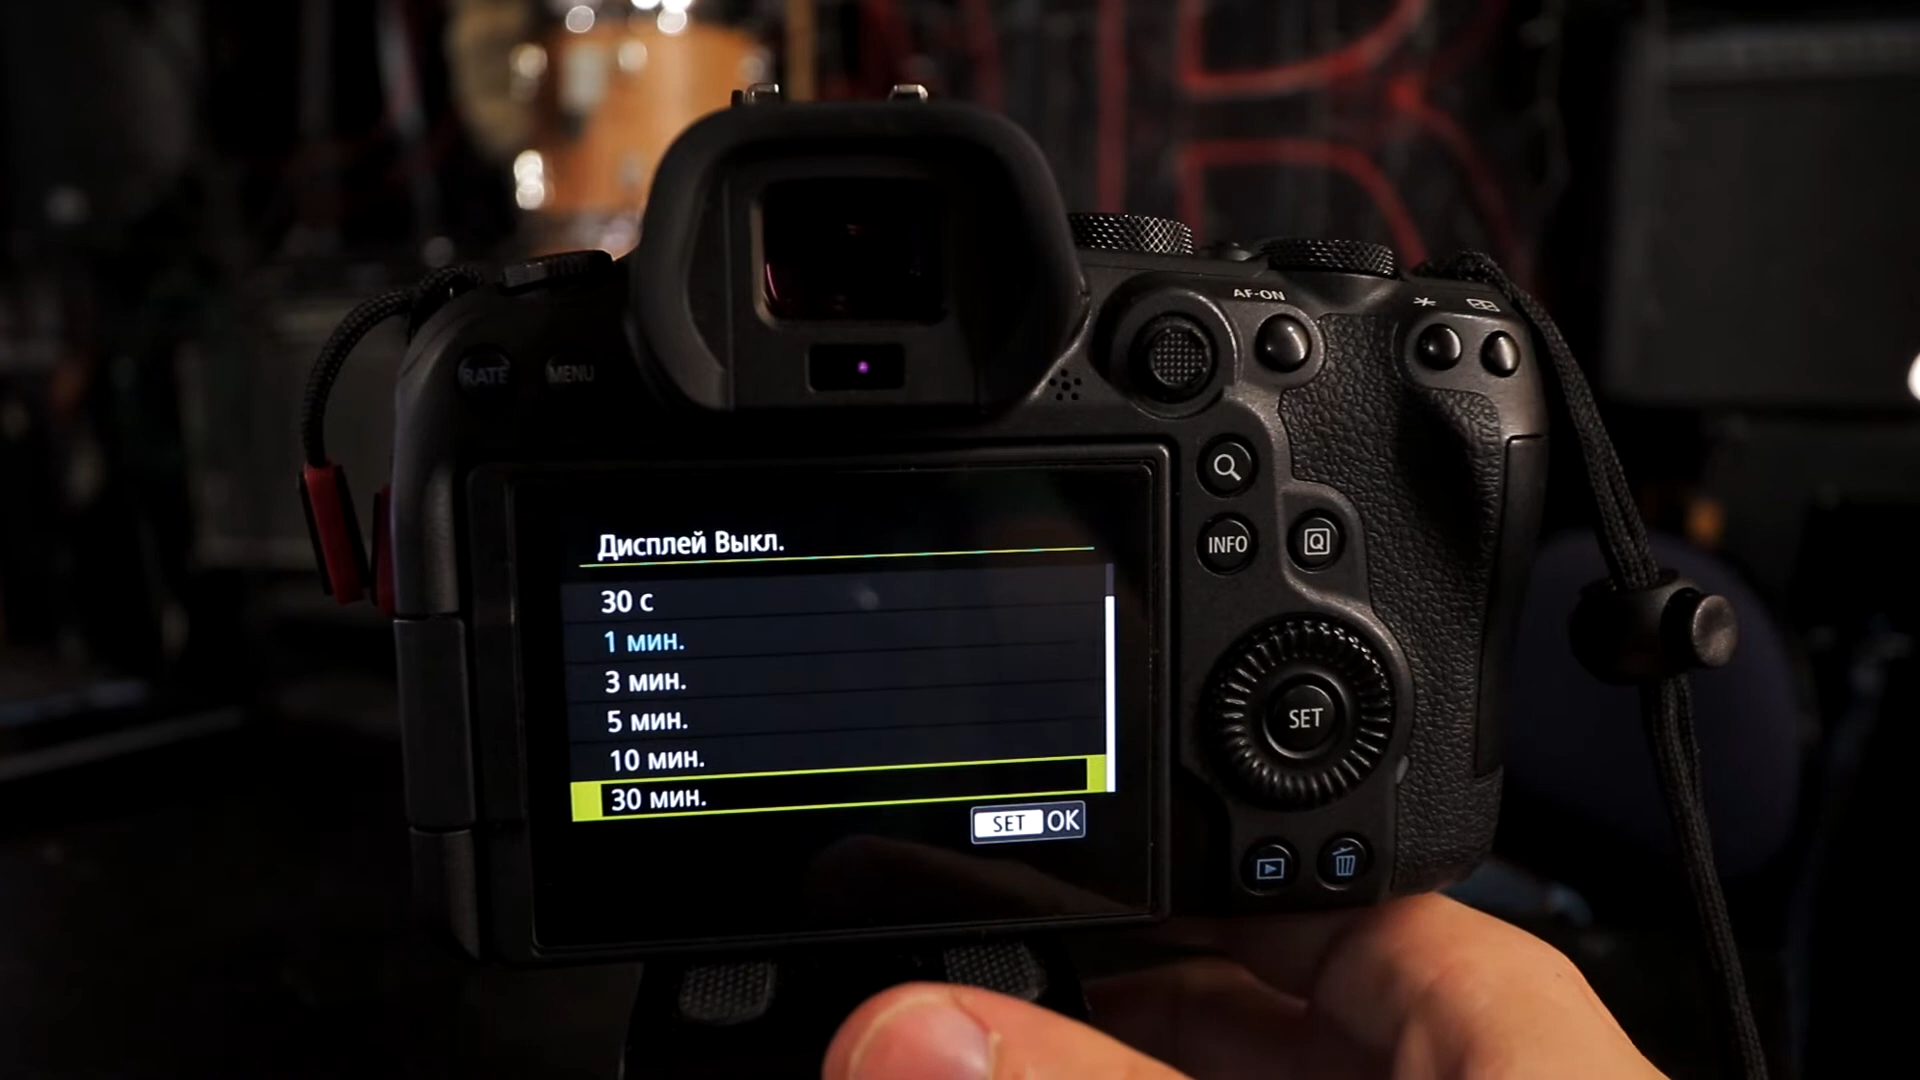 AF-ON
RATE
MENU
INFO
Q
SET
Дисплей Выкл.
30 с
1 мин.
3 мин.
5 мин.
10 мин.
30 мин.
SET OK